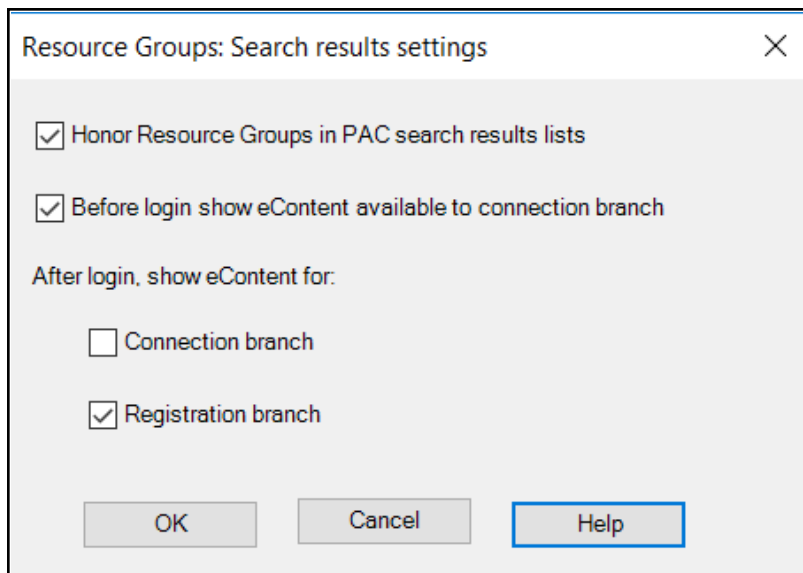 Resource Groups: Search results settings
Honor Resource Groups in PAC search results lists
Before login show eContent available to connection branch
After login, show eContent for:
Connection branch
Registration branch
OK Cancel Help